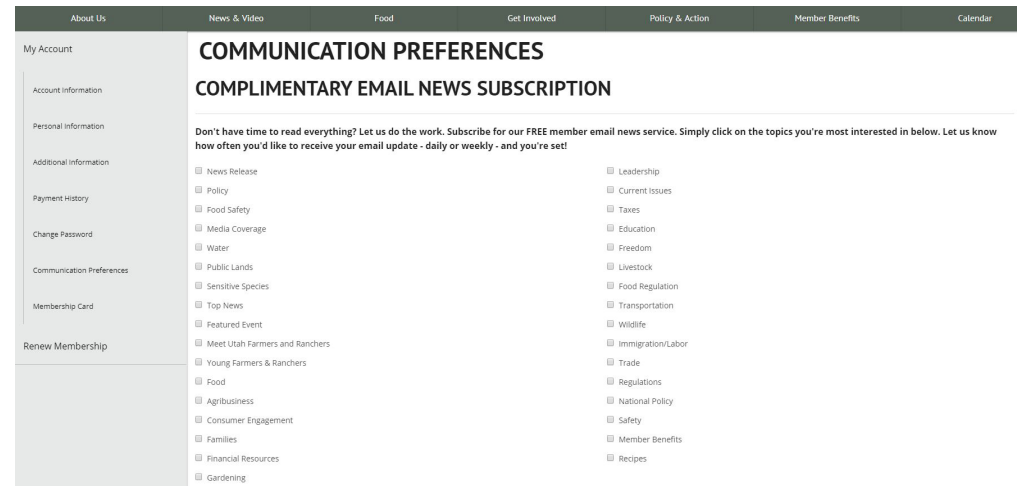 About Us
News & Video
Food
Get Involved
Policy & Action
Member Benefits
Calendar
My Account
Account Information
Personal Information
Additional Information
Payment History
Change Password
Communication Preferences
Membership Card
Renew Membership
COMMUNICATION PREFERENCES
COMPLIMENTARY EMAIL NEWS SUBSCRIPTION
Don't have time to read everything? Let us do the work. Subscribe for our FREE member email news service. Simply click on the topics you're most interested in below. Let us know
how often you'd like to receive your email update - daily or weekly - and you're set!
News Release
Policy
Food Safety
Media Coverage
Water
Public Lands
Sensitive Species
Top News
Featured Event
Meet Utah Farmers and Ranchers
Young Farmers & Ranchers
Food
Agribusiness
Consumer Engagement
Families
Financial Resources
Gardening
Leadership
Current Issues
Taxes
Education
Freedom
Livestock
Food Regulation
Transportation
Wildlife
Immigration/Labor
Trade
Regulations
National Policy
Safety
Member Benefits
Recipes